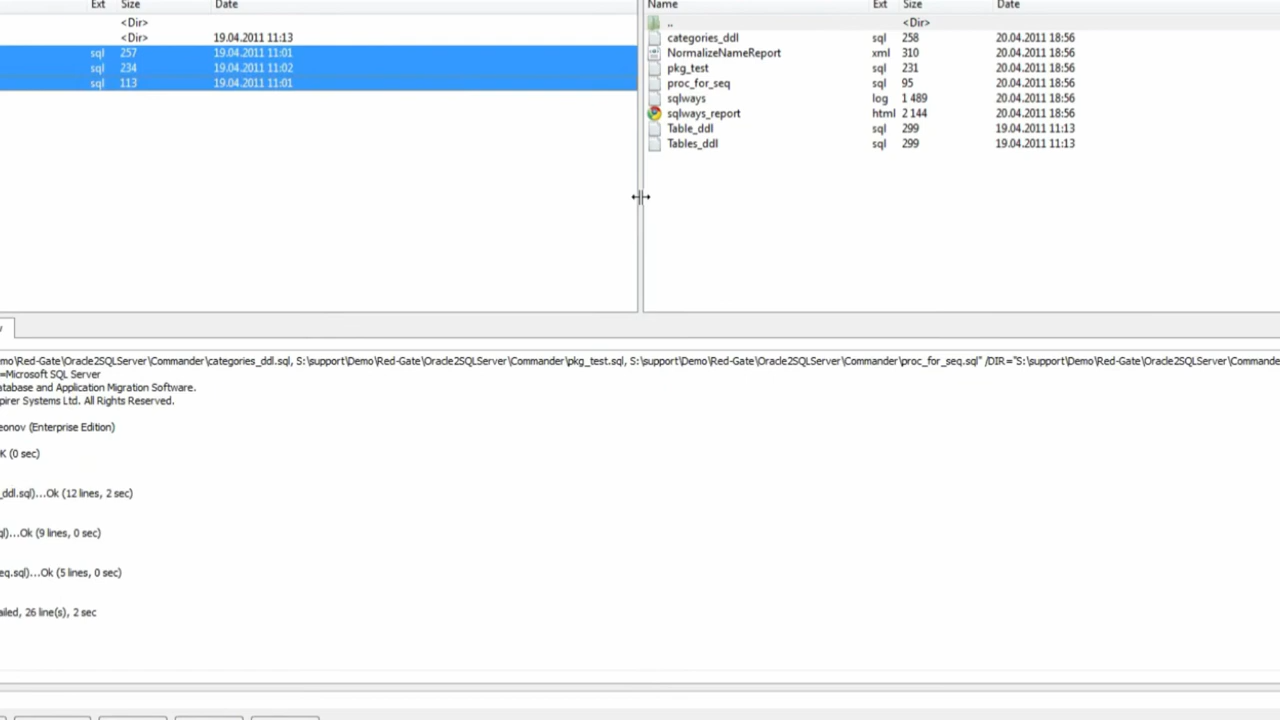 Ext Size Date
<Dir>
<Dir> 19.04.2011 11:13
sql 257 19.04.2011 11:01
sql 234 19.04.2011 11:02
sql 113 19.04.2011 11:01
Name Ext Size Date
.. <Dir>
categories_ddl sql 258 20.04.2011 18:56
NormalizeNameReport xml 310 20.04.2011 18:56
pkg_test sql 231 20.04.2011 18:56
proc_for_seq sql 95 20.04.2011 18:56
sqlways log 1 489 20.04.2011 18:56
sqlways_report html 2 144 20.04.2011 18:56
Table_ddl sql 299 19.04.2011 11:13
Tables_ddl sql 299 19.04.2011 11:13
mo\Red-Gate\Oracle2SQLServer\Commander\categories_ddl.sql, S:\support\Demo\Red-Gate\Oracle2SQLServer\Commander\pkg_test.sql, S:\support\Demo\Red-Gate\Oracle2SQLServer\Commander\proc_for_seq.sql" /DIR="S:\support\Demo\Red-Gate\Oracle2SQLServer\Commande
=Microsoft SQL Server
atabase and Application Migration Software.
pirer Systems Ltd. All Rights Reserved.
eonov (Enterprise Edition)
K (0 sec)
_ddl.sql)...Ok (12 lines, 2 sec)
ql)...Ok (9 lines, 0 sec)
eq.sql)...Ok (5 lines, 0 sec)
ailed, 26 line(s), 2 sec